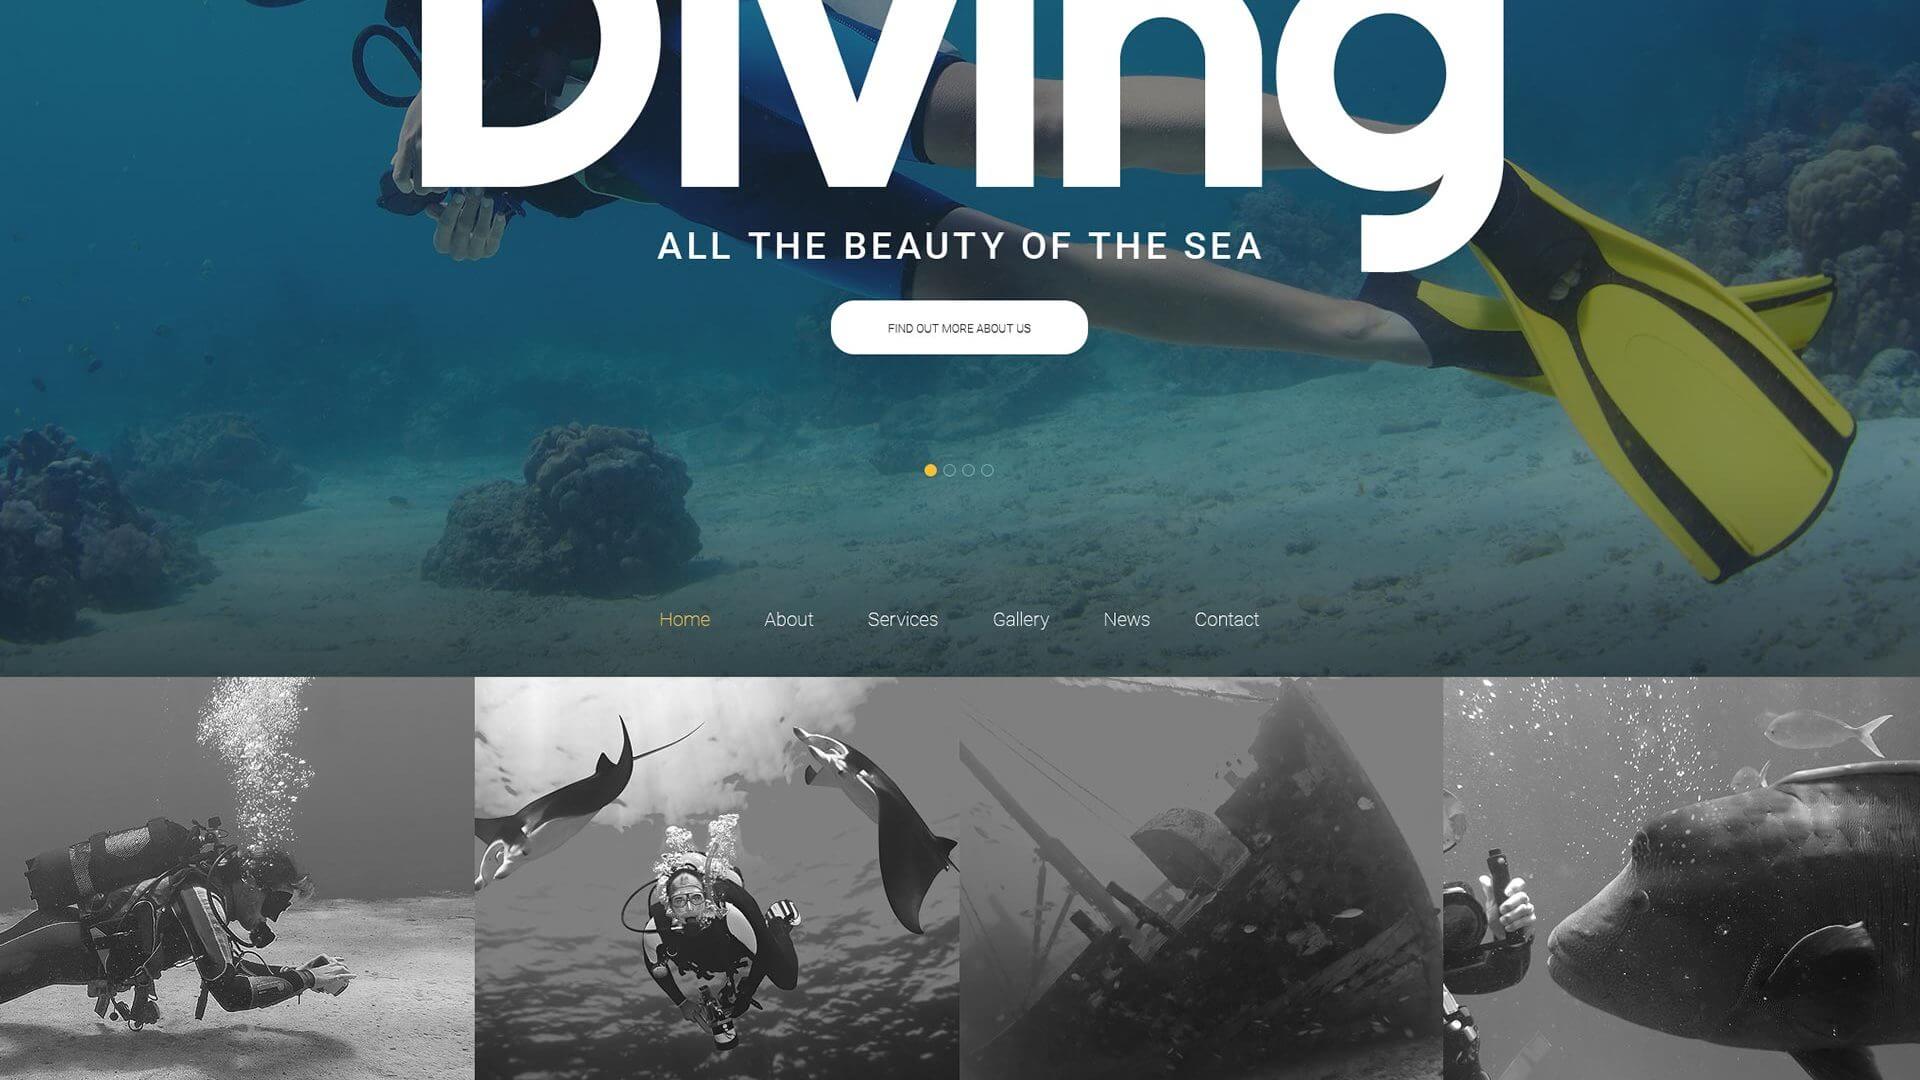 Diving
ALL THE BEAUTY OF THE SEA
FIND OUT MORE ABOUT US
Home About Services Gallery News Contact